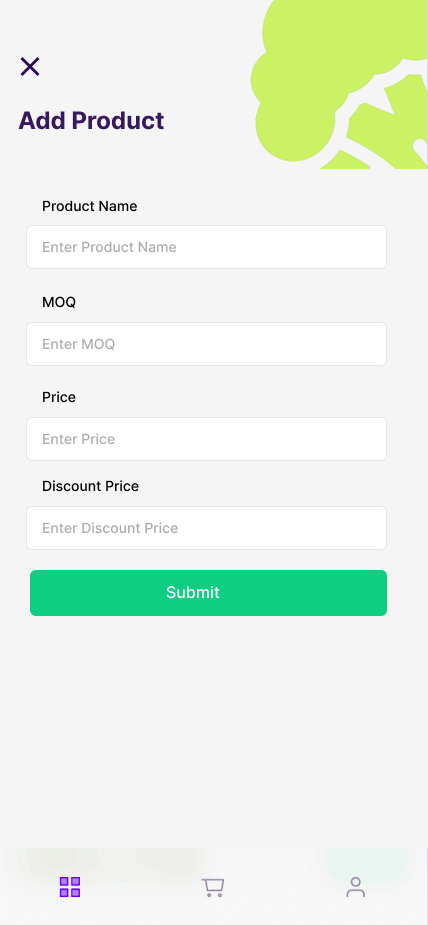 Add Product
Product Name
Enter Product Name
MOQ
Enter MOQ
Price
Enter Price
Discount Price
Enter Discount Price
Submit